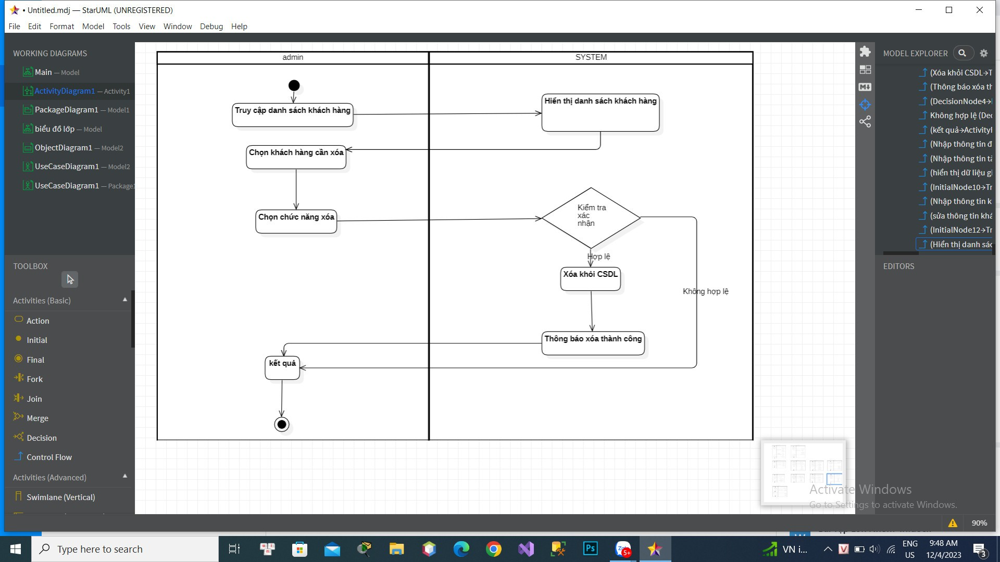 • Untitled.mdj — StarUML (UNREGISTERED)
File Edit Format Model Tools View Window Debug Help
WORKING DIAGRAMS
Main — Model
ActivityDiagram1 — Activity1
PackageDiagram1 — Model1
biểu đồ lớp — Model
ObjectDiagram1 — Model2
UseCaseDiagram1 — Model2
UseCaseDiagram1 — Package1
TOOLBOX
Activities (Basic)
Action
Initial
Final
Fork
Join
Merge
Decision
Control Flow
Activities (Advanced)
Swimlane (Vertical)
admin
SYSTEM
Truy cập danh sách khách hàng
Hiển thị danh sách khách hàng
Chọn khách hàng cần xóa
Chọn chức năng xóa
Kiểm tra
xác
nhận
Hợp lệ
Xóa khỏi CSDL
Không hợp lệ
Thông báo xóa thành công
kết quả
MODEL EXPLORER
(Xóa khỏi CSDL→T
(Thông báo xóa th
(DecisionNode4→
Không hợp lệ (Dec
(kết quả→Activity
(Nhập thông tin đ
(Nhập thông tin tà
(hiển thị dữ liệu gi
(InitialNode10→Tr
(Nhập thông tin k
(sửa thông tin khá
(InitialNode12→Tr
(Hiển thị danh sác
EDITORS
Activate Windows
Go to Settings to activate Windows.
90%
Type here to search
Ps
5+
VN i...
V
ENG
US
9:48 AM
12/4/2023
3